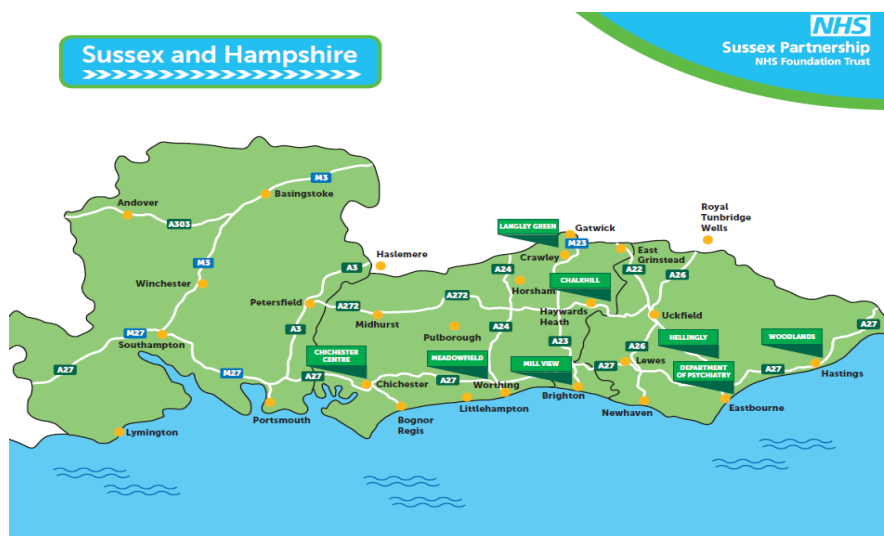 Sussex and Hampshire
NHS
Sussex Partnership
NHS Foundation Trust
M3
Basingstoke
Andover
A303
Royal
Tunbridge
Wells
LANGLEY GREEN
Gatwick
M23
Crawley
East
Grinstead
Haslemere
A3
M3
Winchester
A24
Horsham
CHALKHILL
A22
A26
Petersfield
A272
A272
Midhurst
Haywards
Heath
Uckfield
M27
Southampton
A3
Pulborough
A24
A23
A26
HELLINGLY
WOODLANDS
A27
CHICHESTER
CENTRE
MEADOWFIELD
MILL VIEW
Lewes
A27
M27
A27
Chichester
A27
Worthing
A27
DEPARTMENT
OF PSYCHIATRY
A27
Hastings
Portsmouth
Bognor
Regis
Littlehampton
Brighton
Newhaven
Eastbourne
Lymington